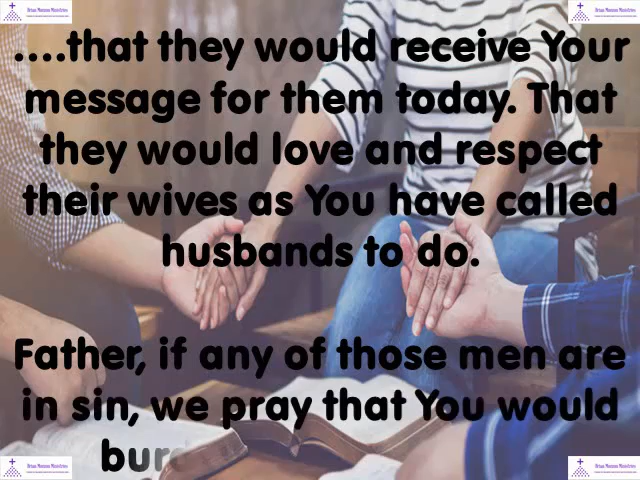 ....that they would receive Your
message for them today. That
they would love and respect
their wives as You have called
husbands to do.
Father, if any of those men are
in sin, we pray that You would